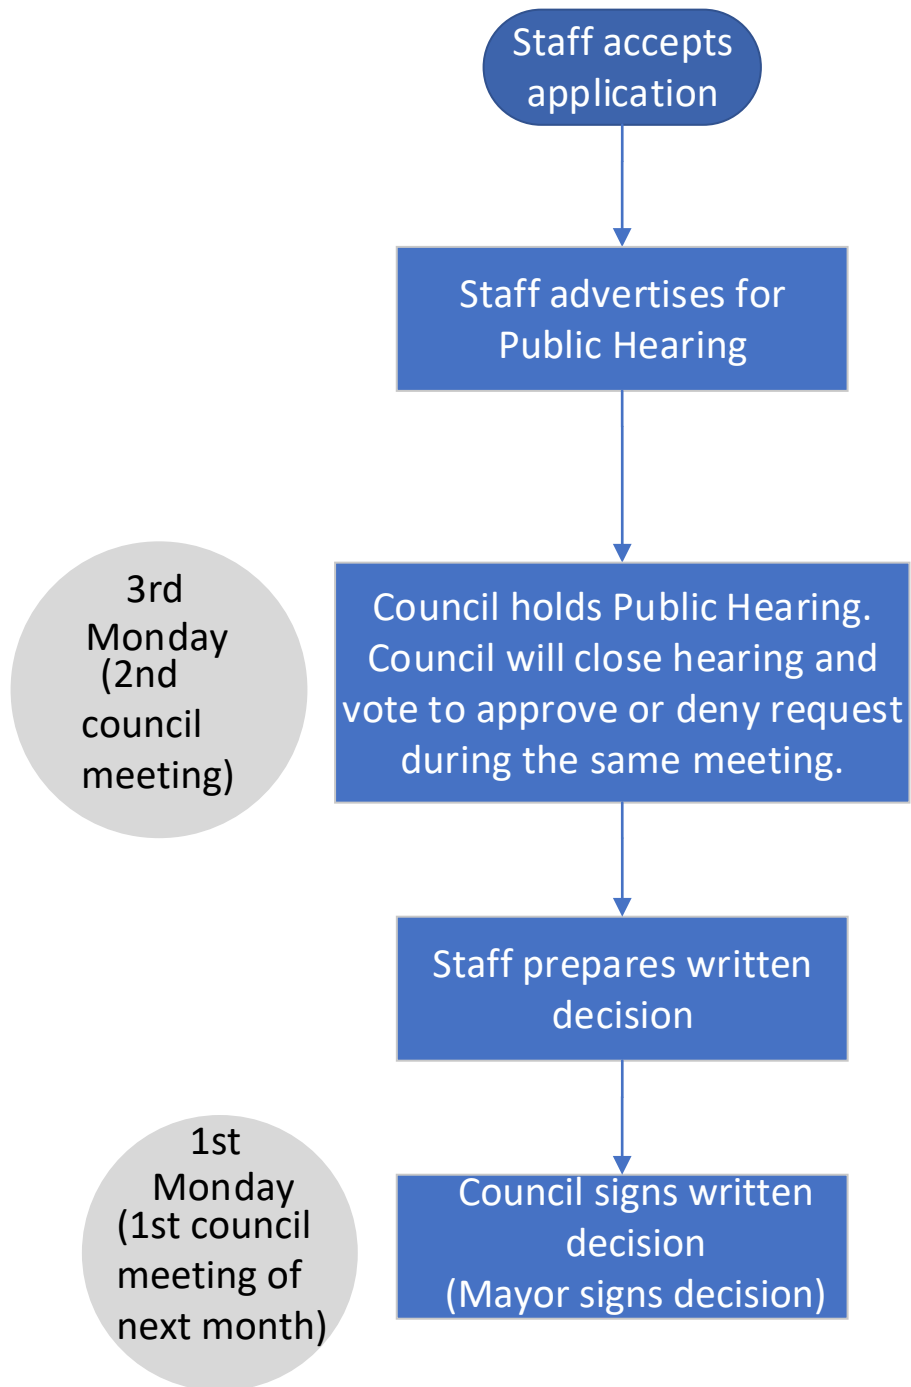 Staff accepts
application
Staff advertises for
Public Hearing
3rd
Monday
(2nd
council
meeting)
Council holds Public Hearing.
Council will close hearing and
vote to approve or deny request
during the same meeting.
Staff prepares written
decision
1st
Monday
(1st council
meeting of
next month)
Council signs written
decision
(Mayor signs decision)